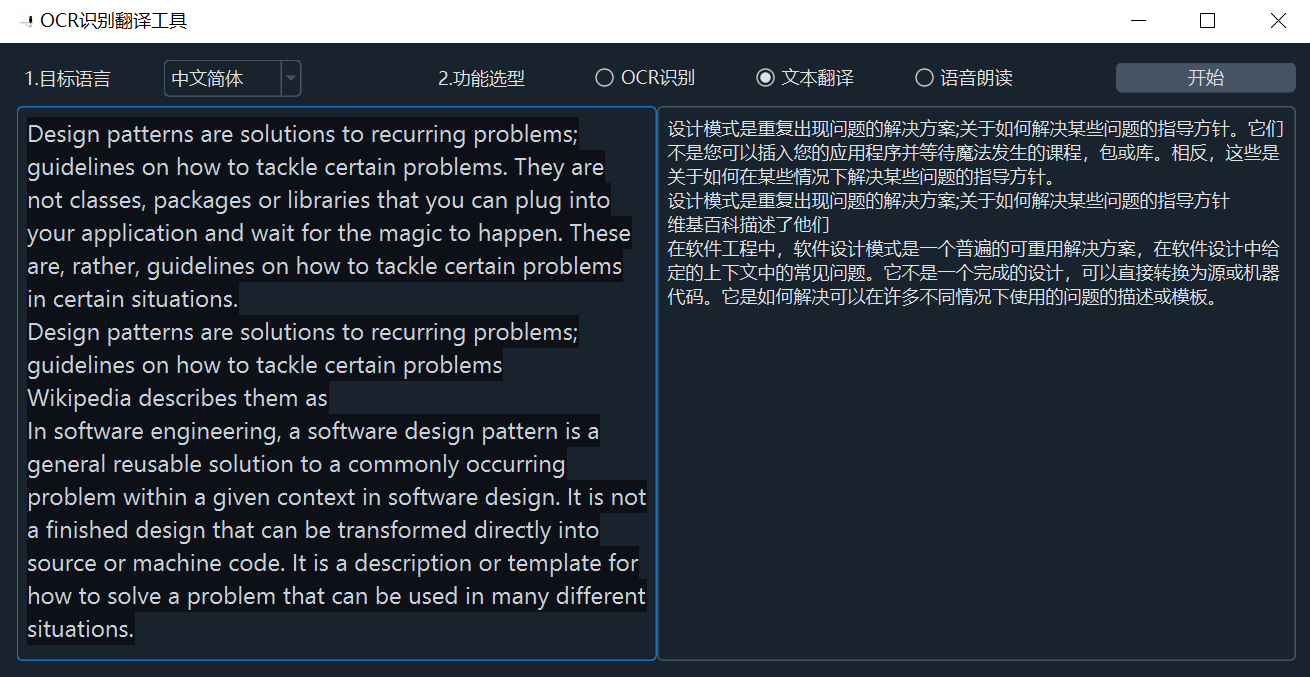 OCR识别翻译工具
1.目标语言
中文简体
2.功能选型
OCR识别
文本翻译
语音朗读
开始
Design patterns are solutions to recurring problems;
guidelines on how to tackle certain problems. They are
not classes, packages or libraries that you can plug into
your application and wait for the magic to happen. These
are, rather, guidelines on how to tackle certain problems
in certain situations.
Design patterns are solutions to recurring problems;
guidelines on how to tackle certain problems
Wikipedia describes them as
In software engineering, a software design pattern is a
general reusable solution to a commonly occurring
problem within a given context in software design. It is not
a finished design that can be transformed directly into
source or machine code. It is a description or template for
how to solve a problem that can be used in many different
situations.
设计模式是重复出现问题的解决方案;关于如何解决某些问题的指导方针。它们
不是您可以插入您的应用程序并等待魔法发生的课程，包或库。相反，这些是
关于如何在某些情况下解决某些问题的指导方针。
设计模式是重复出现问题的解决方案;关于如何解决某些问题的指导方针
维基百科描述了他们
在软件工程中，软件设计模式是一个普遍的可重用解决方案，在软件设计中给
定的上下文中的常见问题。它不是一个完成的设计，可以直接转换为源或机器
代码。它是如何解决可以在许多不同情况下使用的问题的描述或模板。